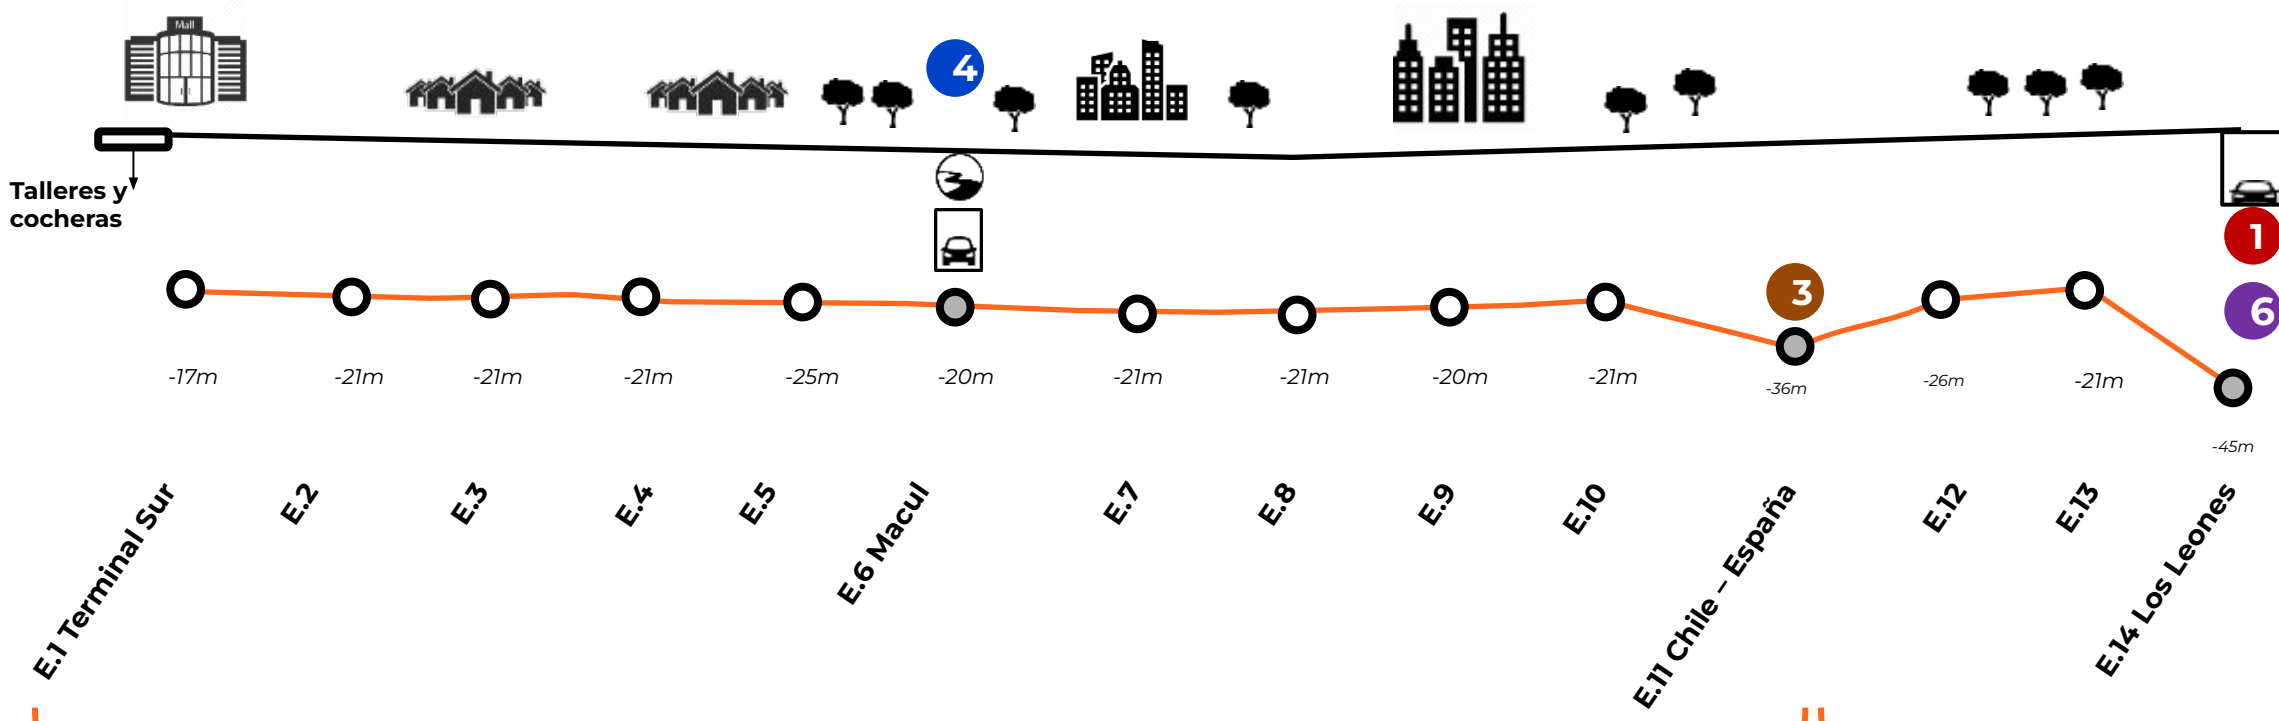 Mall
4
Talleres y
cocheras
1
3
6
-17m
-21m
-21m
-21m
-25m
-20m
-21m
-21m
-20m
-21m
-36m
-26m
-21m
-45m
E.1 Terminal Sur
E.2
E.3
E.4
E.5
E.6 Macul
E.7
E.8
E.9
E.10
E.11 Chile – España
E.12
E.13
E.14 Los Leones